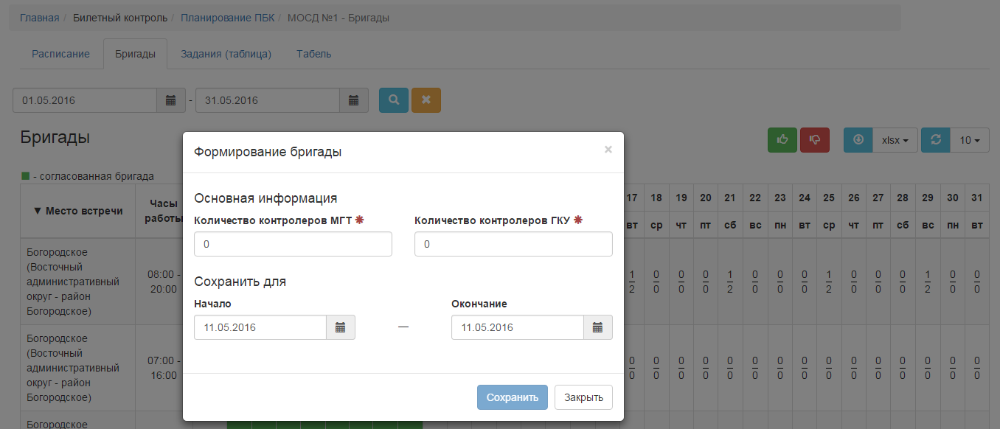 Главная / Билетный контроль / Планирование ПБК / МОСД №1 - Бригады
Расписание Бригады Задания (таблица) Табель
01.05.2016 - 31.05.2016
Бригады
xlsx 10
- согласованная бригада
▼ Место встречи
Часы
работы
17 18 19 20 21 22 23 24 25 26 27 28 29 30 31
вт ср чт пт сб вс пн вт ср чт пт сб вс пн вт
Богородское
(Восточный
административный
округ - район
Богородское)
08:00 -
20:00
1 0 0 0 1 0 0 0 1 0 0 0 1 0 0
2 0 0 0 2 0 0 0 2 0 0 0 2 0 0
Богородское
(Восточный
административный
округ - район
Богородское)
07:00 -
16:00
0 0 0 0 0 0 0 0 0 0 0 0 0 0 0
0 0 0 0 0 0 0 0 0 0 0 0 0 0 0
Богородское
Формирование бригады ×
Основная информация
Количество контролеров МГТ * Количество контролеров ГКУ *
0 0
Сохранить для
Начало Окончание
11.05.2016 — 11.05.2016
Сохранить Закрыть